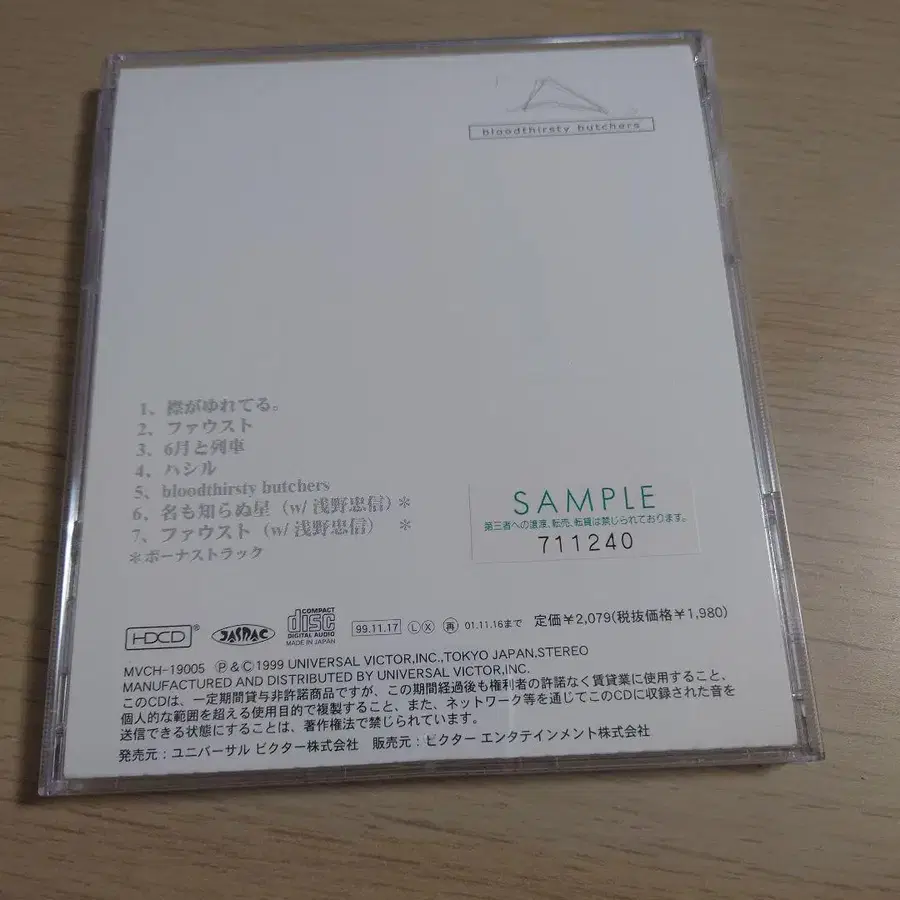 bloodthirsty butchers
1、襟がゆれてる。
2、ファウスト
3、6月と列車
4、ハシル
5、bloodthirsty butchers
6、名も知らぬ星（w/ 浅野忠信）＊
7、ファウスト（w/ 浅野忠信） ＊
＊ボーナストラック
SAMPLE
第三者への譲渡、転売、転貸は禁じられております。
711240
HDCD® JASRAC COMPACT disc DIGITAL AUDIO MADE IN JAPAN 99.11.17 L X 再 01.11.16まで 定価￥2,079(税抜価格￥1,980)
MVCH-19005 Ⓟ&Ⓒ1999 UNIVERSAL VICTOR,INC.,TOKYO JAPAN.STEREO
MANUFACTURED AND DISTRIBUTED BY UNIVERSAL VICTOR,INC.
このCDは、一定期間貸与非許諾商品ですが、この期間経過後も権利者の許諾なく賃貸業に使用すること、
個人的な範囲を超える使用目的で複製すること、また、ネットワーク等を通じてこのCDに収録された音を
送信できる状態にすることは、著作権法で禁じられています。
発売元：ユニバーサル ビクター株式会社 販売元：ビクター エンタテインメント株式会社